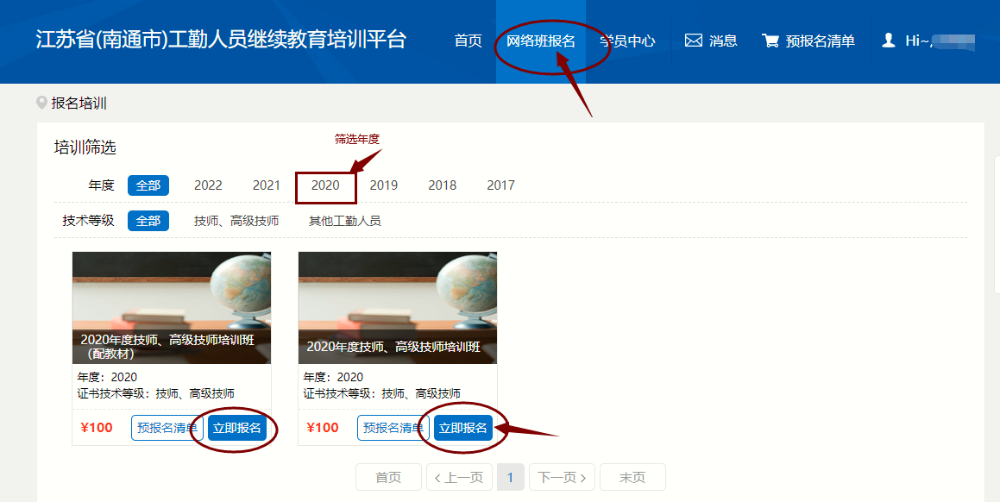 江苏省(南通市)工勤人员继续教育培训平台 首页 网络班报名 学员中心 消息 预报名清单 Hi~,
报名培训
培训筛选
筛选年度
年度 全部 2022 2021 2020 2019 2018 2017
技术等级 全部 技师、高级技师 其他工勤人员
2020年度技师、高级技师培训班
（配教材）
年度：2020
证书技术等级：技师、高级技师
¥100 预报名清单 立即报名
2020年度技师、高级技师培训班
年度：2020
证书技术等级：技师、高级技师
¥100 预报名清单 立即报名
首页 <上一页 1 下一页> 末页